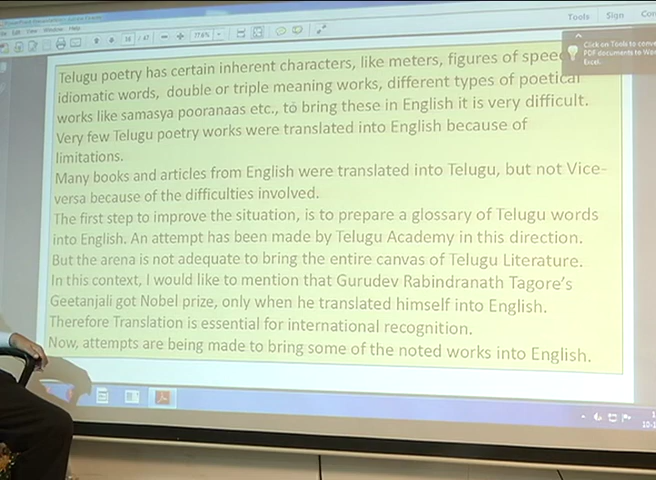 Tools Sign Co
38 / 47 77.6%
Click on Tools to conve
PDF documents to Wor
Excel.
Telugu poetry has certain inherent characters, like meters, figures of speec
idiomatic words, double or triple meaning works, different types of poetical
works like samasya pooranaas etc., to bring these in English it is very difficult.
Very few Telugu poetry works were translated into English because of
limitations.
Many books and articles from English were translated into Telugu, but not Vice-
versa because of the difficulties involved.
The first step to improve the situation, is to prepare a glossary of Telugu words
into English. An attempt has been made by Telugu Academy in this direction.
But the arena is not adequate to bring the entire canvas of Telugu Literature.
In this context, I would like to mention that Gurudev Rabindranath Tagore's
Geetanjali got Nobel prize, only when he translated himself into English.
Therefore Translation is essential for international recognition.
Now, attempts are being made to bring some of the noted works into English.